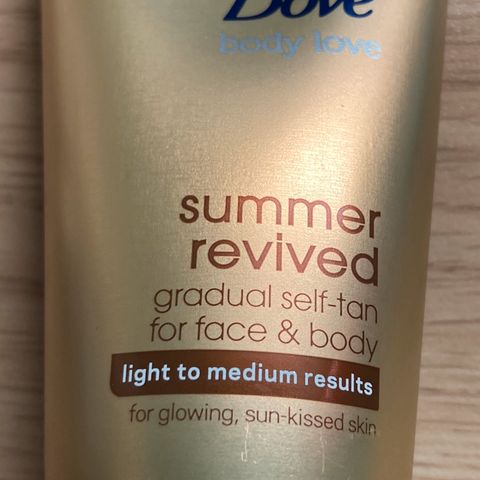 Dove
body love
summer
revived
gradual self-tan
for face & body
light to medium results
for glowing, sun-kissed skin